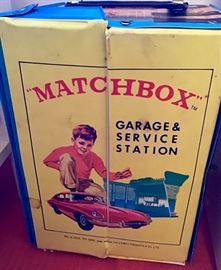 "MATCHBOX"
GARAGE &
SERVICE
STATION